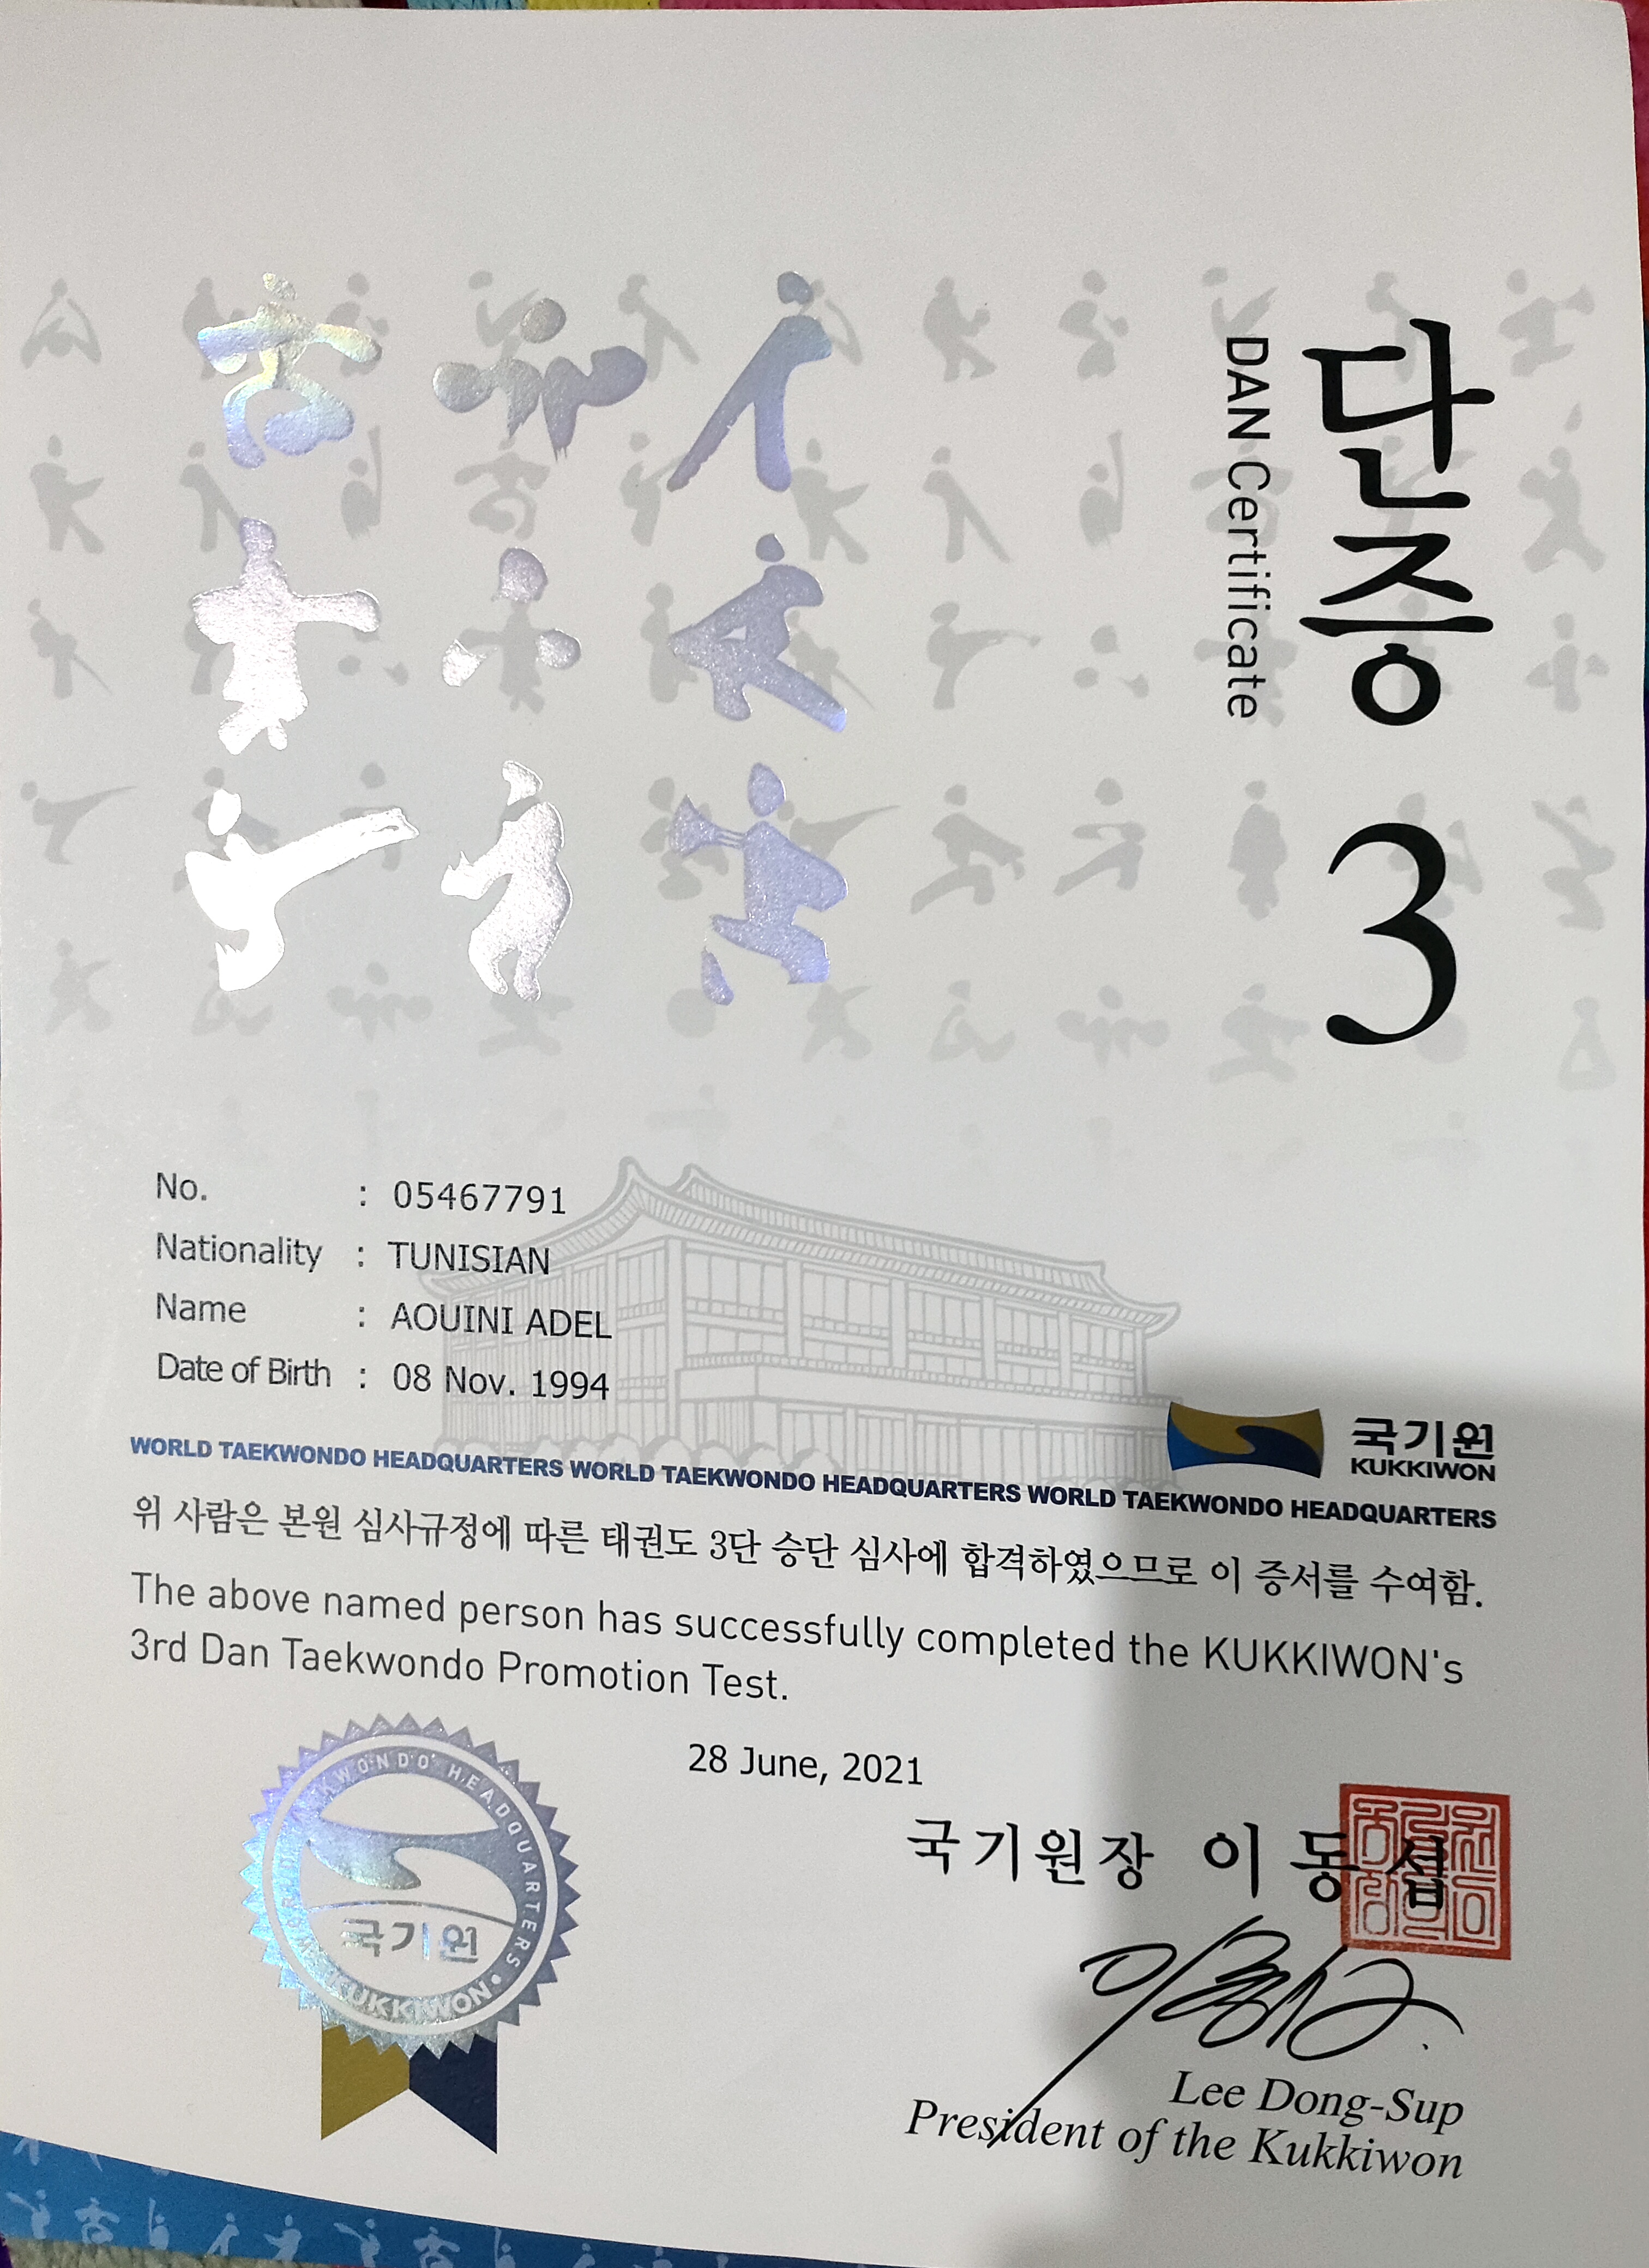 단증 3
DAN Certificate
No. : 05467791
Nationality : TUNISIAN
Name : AOUINI ADEL
Date of Birth : 08 Nov. 1994
국기원
KUKKIWON
WORLD TAEKWONDO HEADQUARTERS WORLD TAEKWONDO HEADQUARTERS WORLD TAEKWONDO HEADQUARTERS
위 사람은 본원 심사규정에 따른 태권도 3단 승단 심사에 합격하였으므로 이 증서를 수여함.
The above named person has successfully completed the KUKKIWON's
3rd Dan Taekwondo Promotion Test.
28 June, 2021
국기원장 이동섭
Lee Dong-Sup
President of the Kukkiwon
HEADQUARTERS
국기원
KUKKIWON